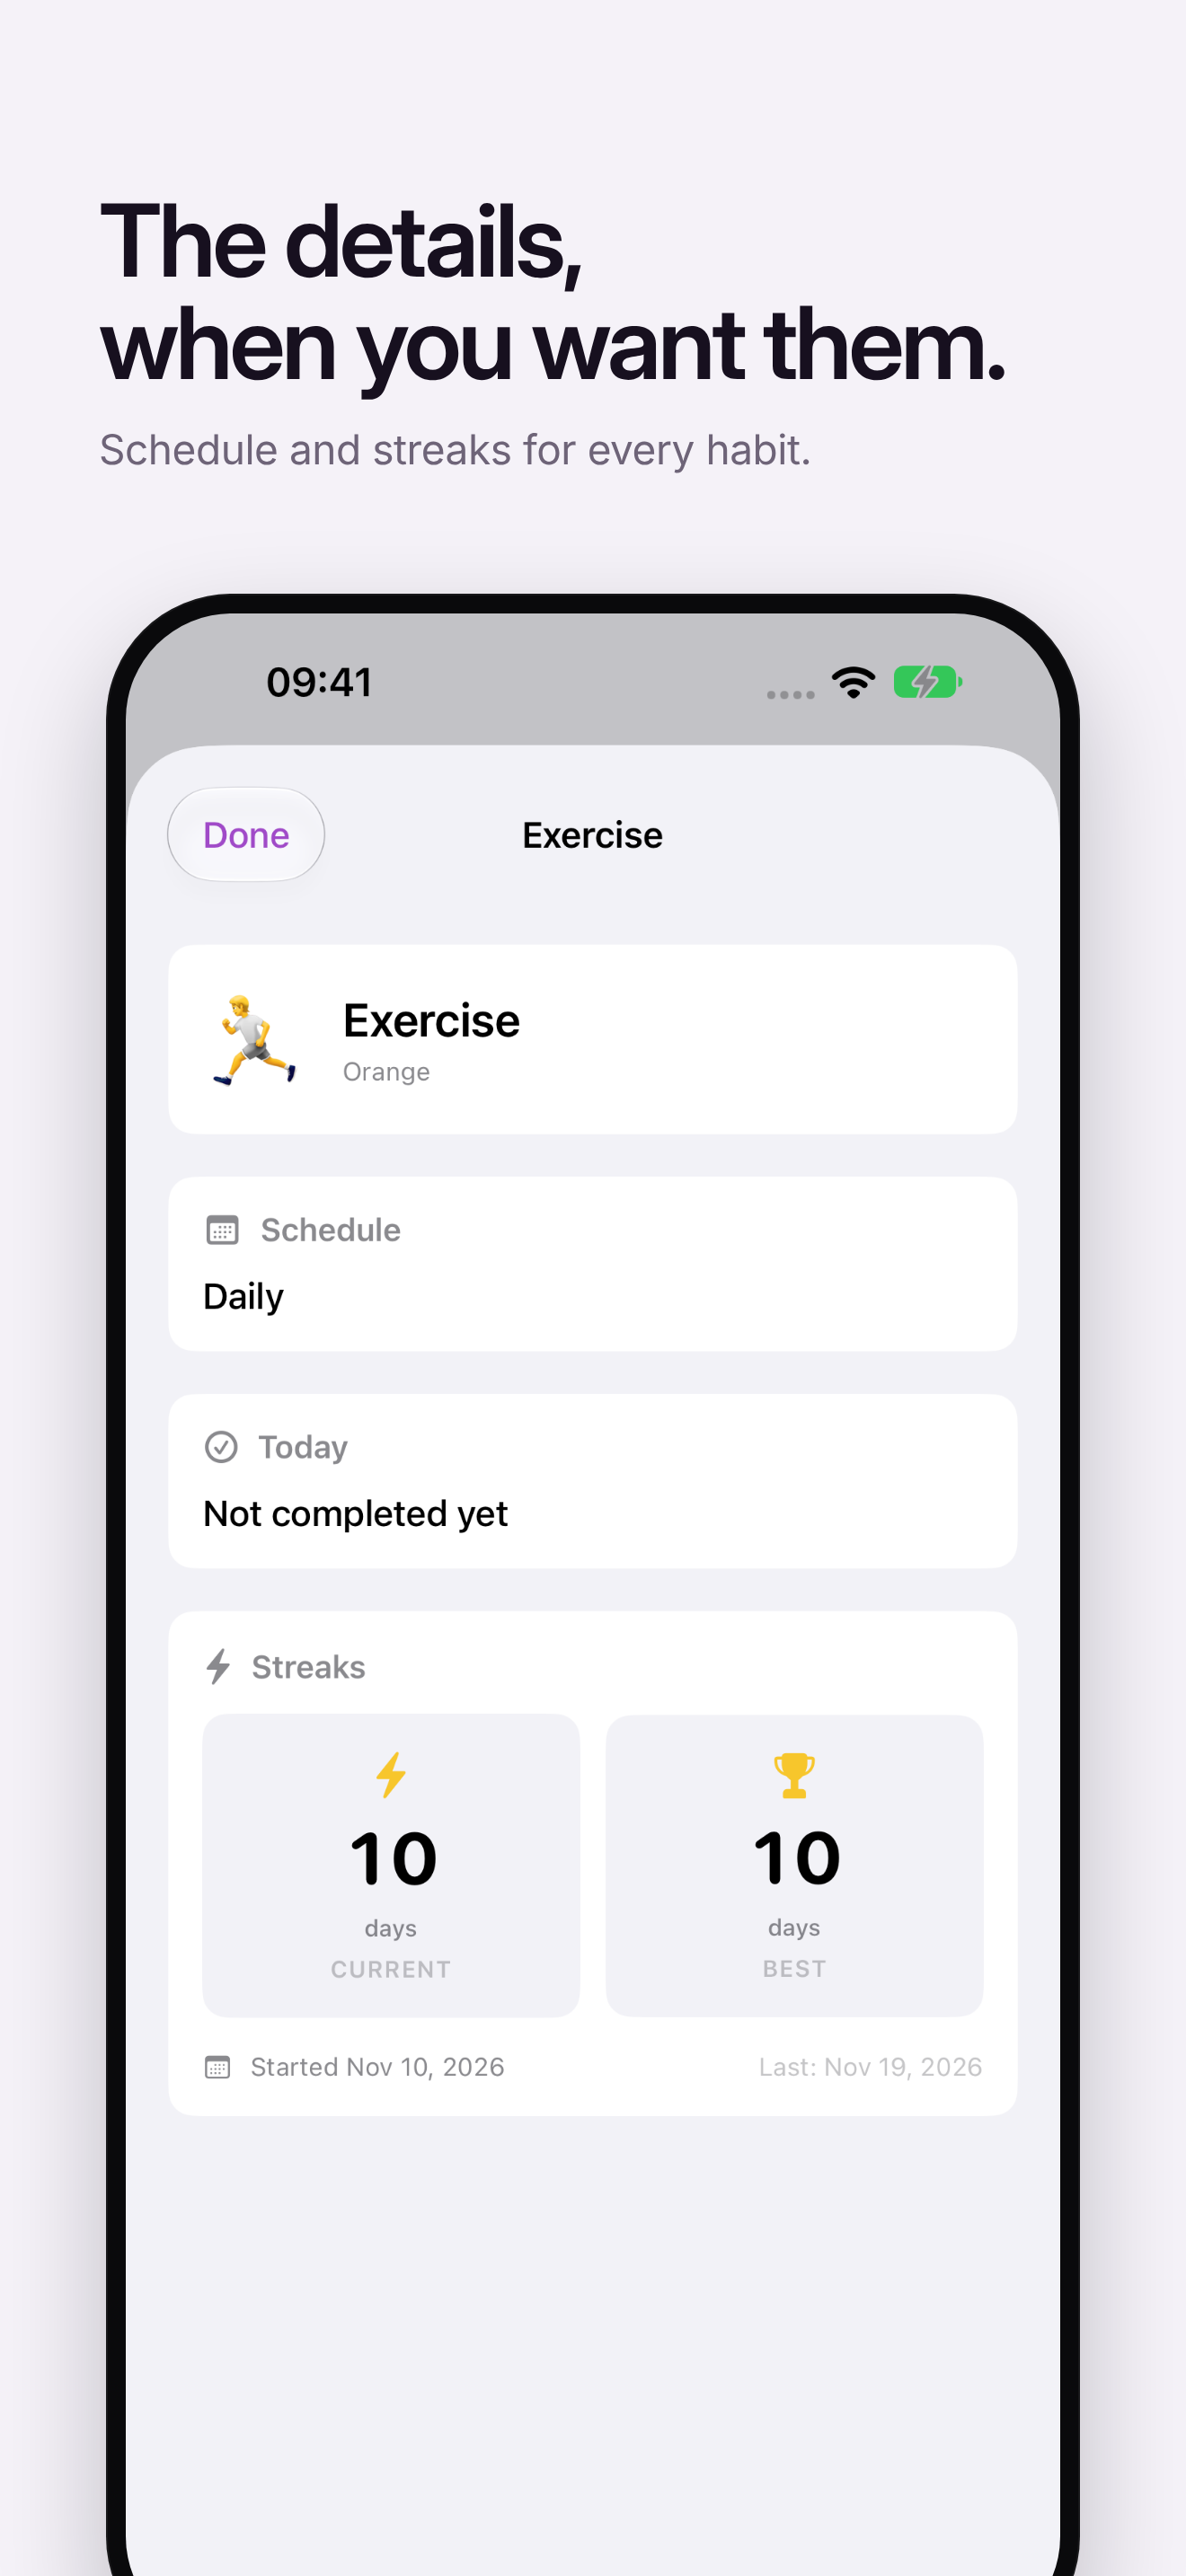 The details,
when you want them.
Schedule and streaks for every habit.
09:41
Done
Exercise
Exercise
Orange
Schedule
Daily
Today
Not completed yet
Streaks
10
days
CURRENT
10
days
BEST
Started Nov 10, 2026
Last: Nov 19, 2026